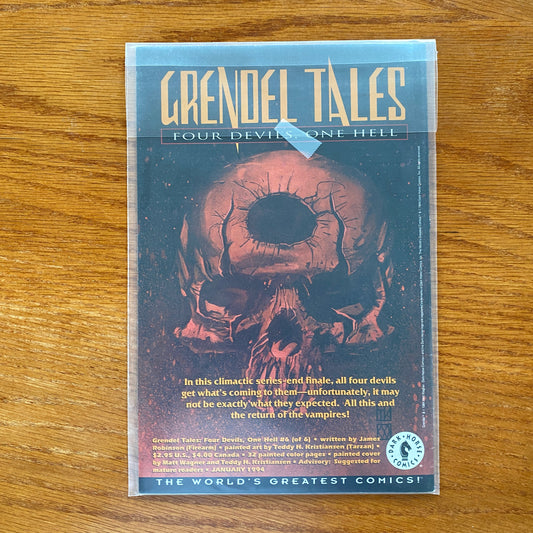 GRENDEL TALES
FOUR DEVILS, ONE HELL
In this climactic series-end finale, all four devils
get what's coming to them—unfortunately, it may
not be exactly what they expected. All this and
the return of the vampires!
Grendel Tales: Four Devils, One Hell #6 (of 6) • written by James
Robinson (Firearm) • painted art by Teddy H. Kristiansen (Tarzan) •
$2.95 U.S., $4.00 Canada • 32 painted color pages • painted cover
by Matt Wagner and Teddy H. Kristiansen • Advisory: Suggested for
mature readers • JANUARY 1994
DARK HORSE
COMICS
THE WORLD'S GREATEST COMICS!